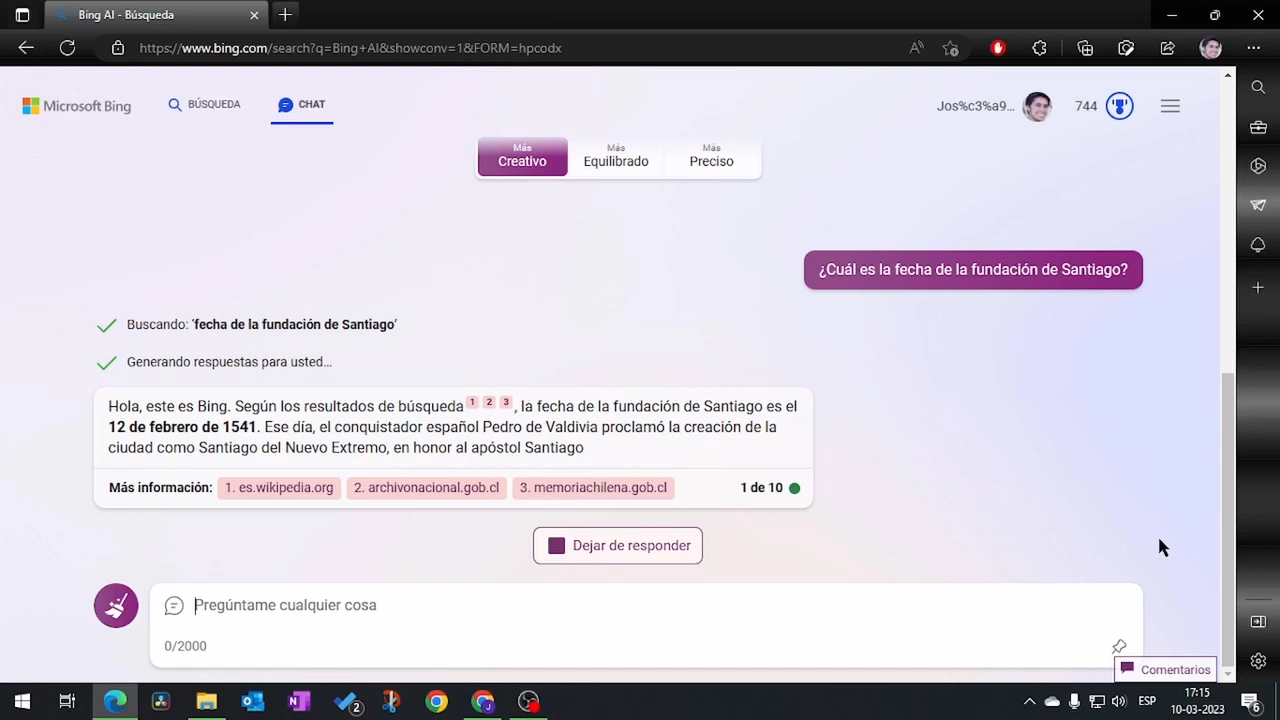 Bing AI - Búsqueda
https://www.bing.com/search?q=Bing+AI&showconv=1&FORM=hpcodx
Microsoft Bing
BÚSQUEDA
CHAT
Jos%c3%a9...
744
Más
Creativo
Más
Equilibrado
Más
Preciso
¿Cuál es la fecha de la fundación de Santiago?
Buscando: 'fecha de la fundación de Santiago'
Generando respuestas para usted...
Hola, este es Bing. Según los resultados de búsqueda 1 2 3, la fecha de la fundación de Santiago es el
12 de febrero de 1541. Ese día, el conquistador español Pedro de Valdivia proclamó la creación de la
ciudad como Santiago del Nuevo Extremo, en honor al apóstol Santiago
Más información: 1. es.wikipedia.org 2. archivonacional.gob.cl 3. memoriachilena.gob.cl 1 de 10
Dejar de responder
Pregúntame cualquier cosa
0/2000
Comentarios
2
ESP
17:15
10-03-2023
6